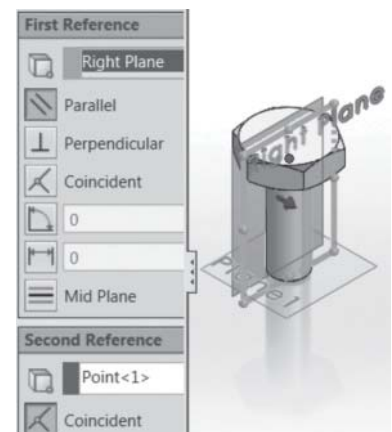 First Reference
Right Plane
Parallel
Perpendicular
Coincident
0
0
Mid Plane
Second Reference
Point<1>
Coincident
Right Plane